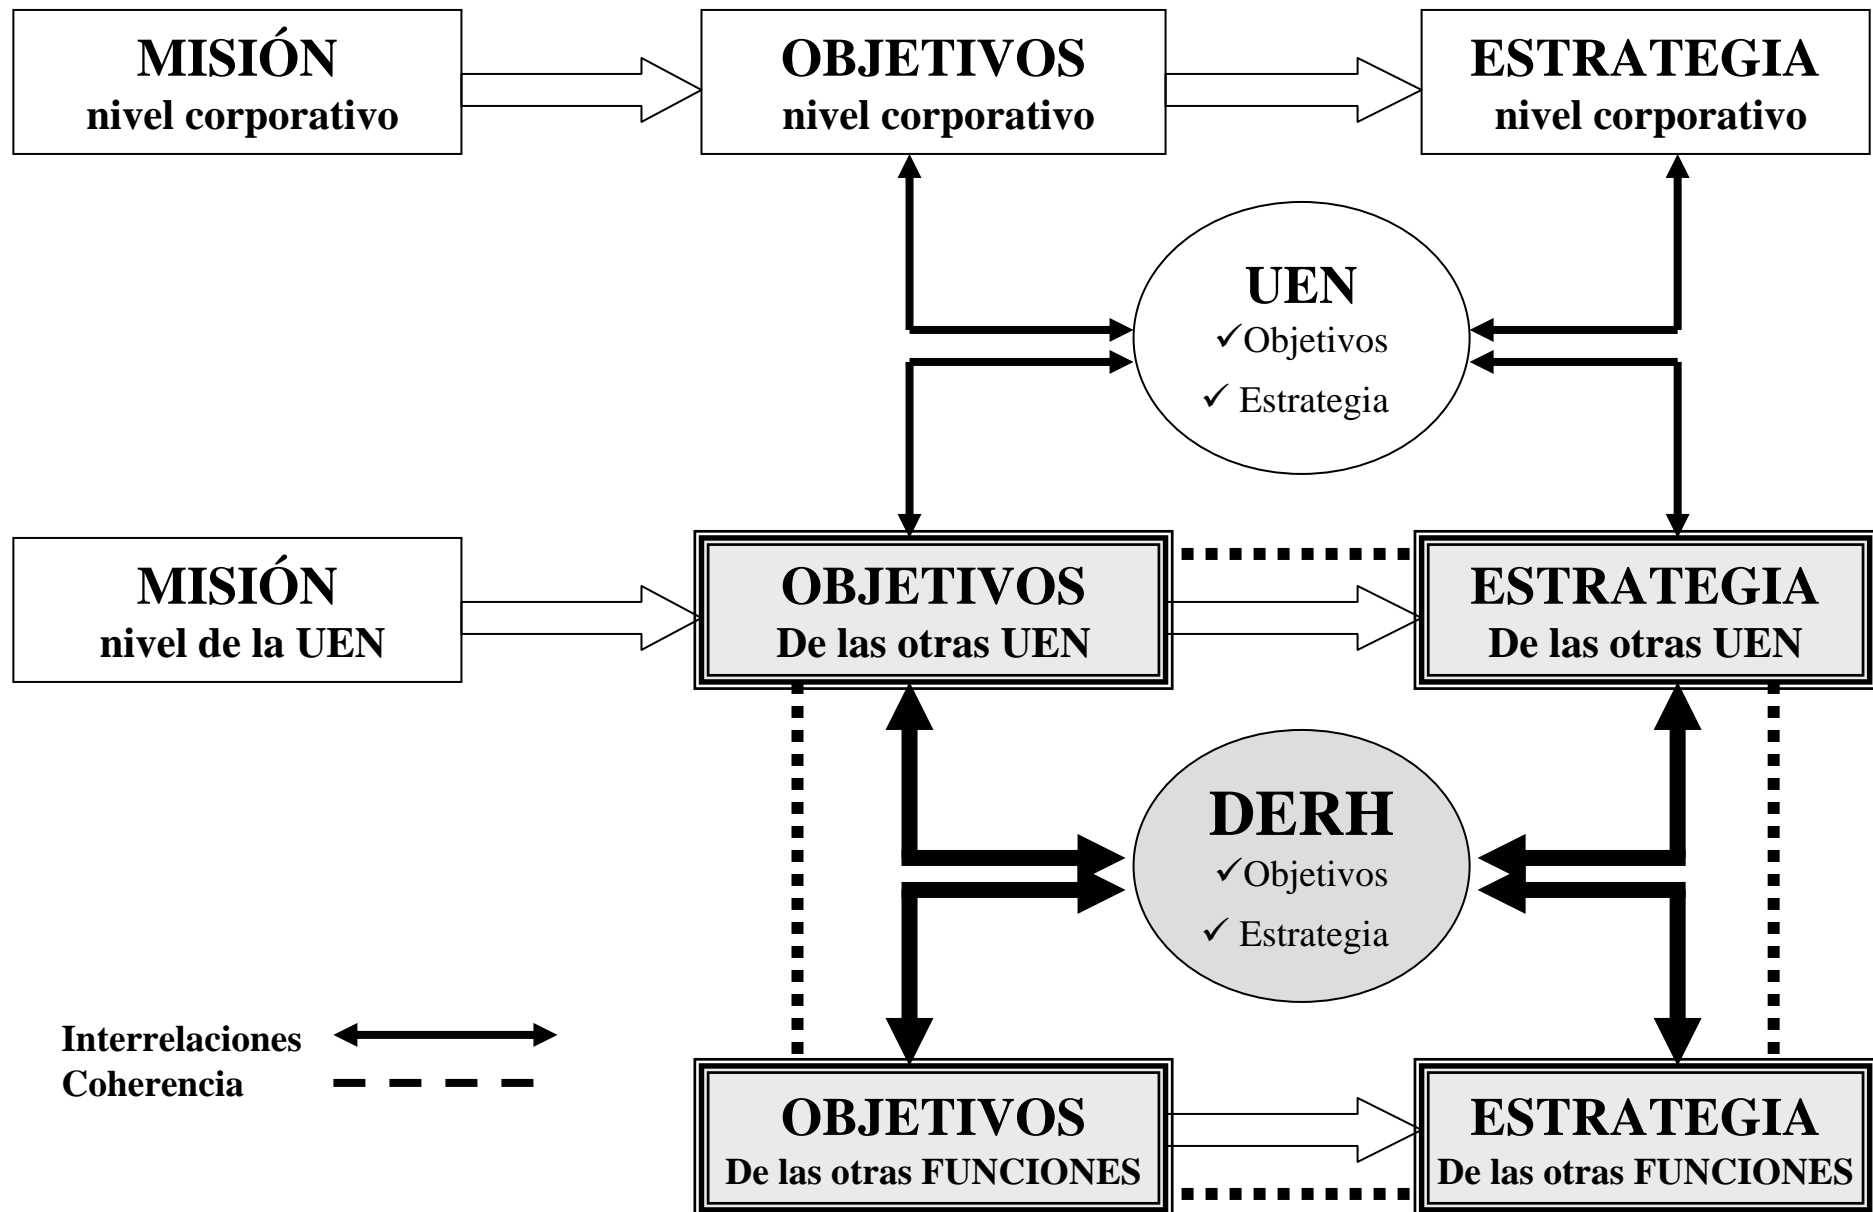 MISIÓN
nivel corporativo
OBJETIVOS
nivel corporativo
ESTRATEGIA
nivel corporativo
UEN
✓Objetivos
✓ Estrategia
MISIÓN
nivel de la UEN
OBJETIVOS
De las otras UEN
ESTRATEGIA
De las otras UEN
DERH
✓Objetivos
✓ Estrategia
Interrelaciones
Coherencia
OBJETIVOS
De las otras FUNCIONES
ESTRATEGIA
De las otras FUNCIONES